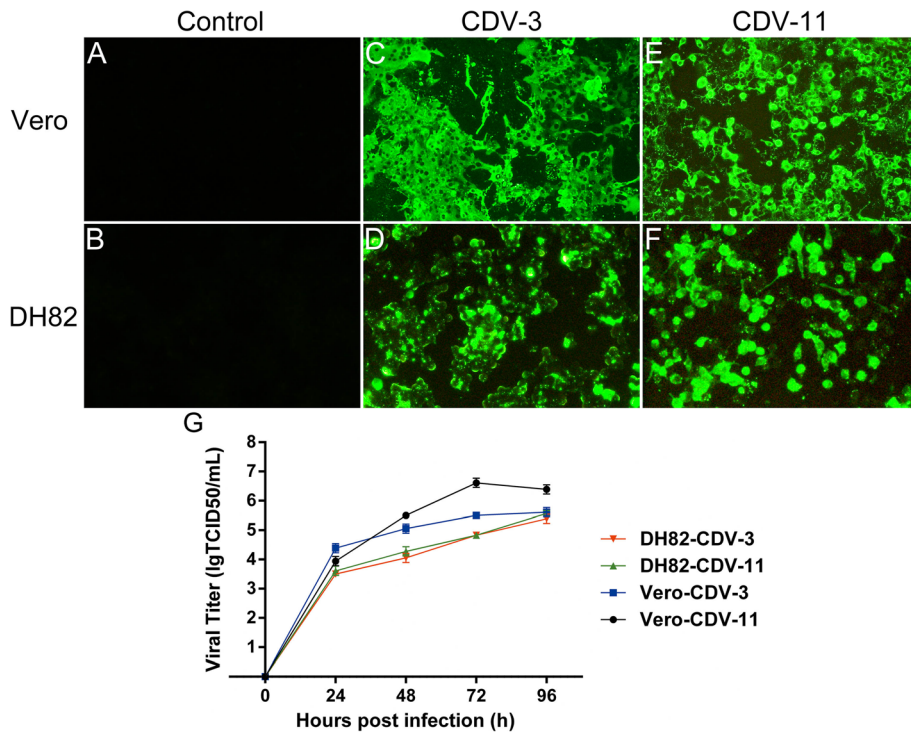 Control CDV-3 CDV-11
Vero
A C E
DH82
B D F
G
Viral Titer (lgTCID50/mL)
8
7
6
5
4
3
2
1
0 24 48 72 96
Hours post infection (h)
DH82-CDV-3
DH82-CDV-11
Vero-CDV-3
Vero-CDV-11